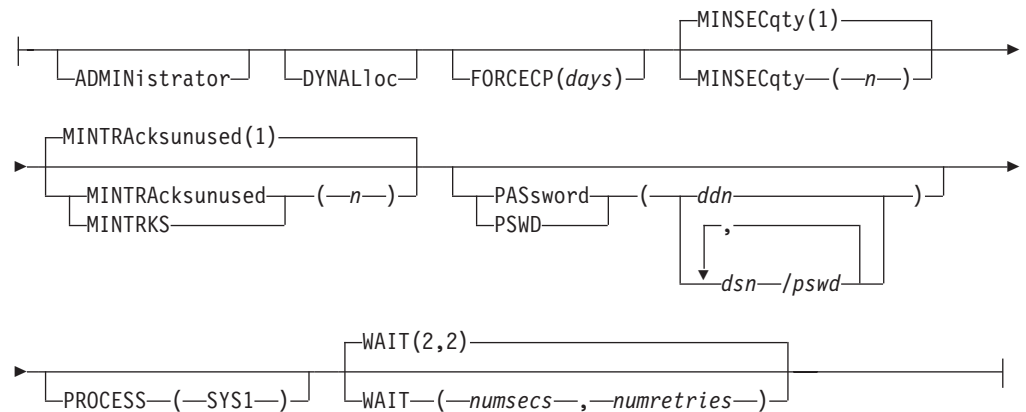 MINSECqty(1)
ADMINistrator DYNALloc FORCECP(days) MINSECqty ( n )
MINTRAcksunused(1)
MINTRAcksunused ( n ) PASsword ( ddn )
MINTRKS PSWD ,
dsn /pswd
WAIT(2,2)
PROCESS ( SYS1 ) WAIT ( numsecs , numretries )